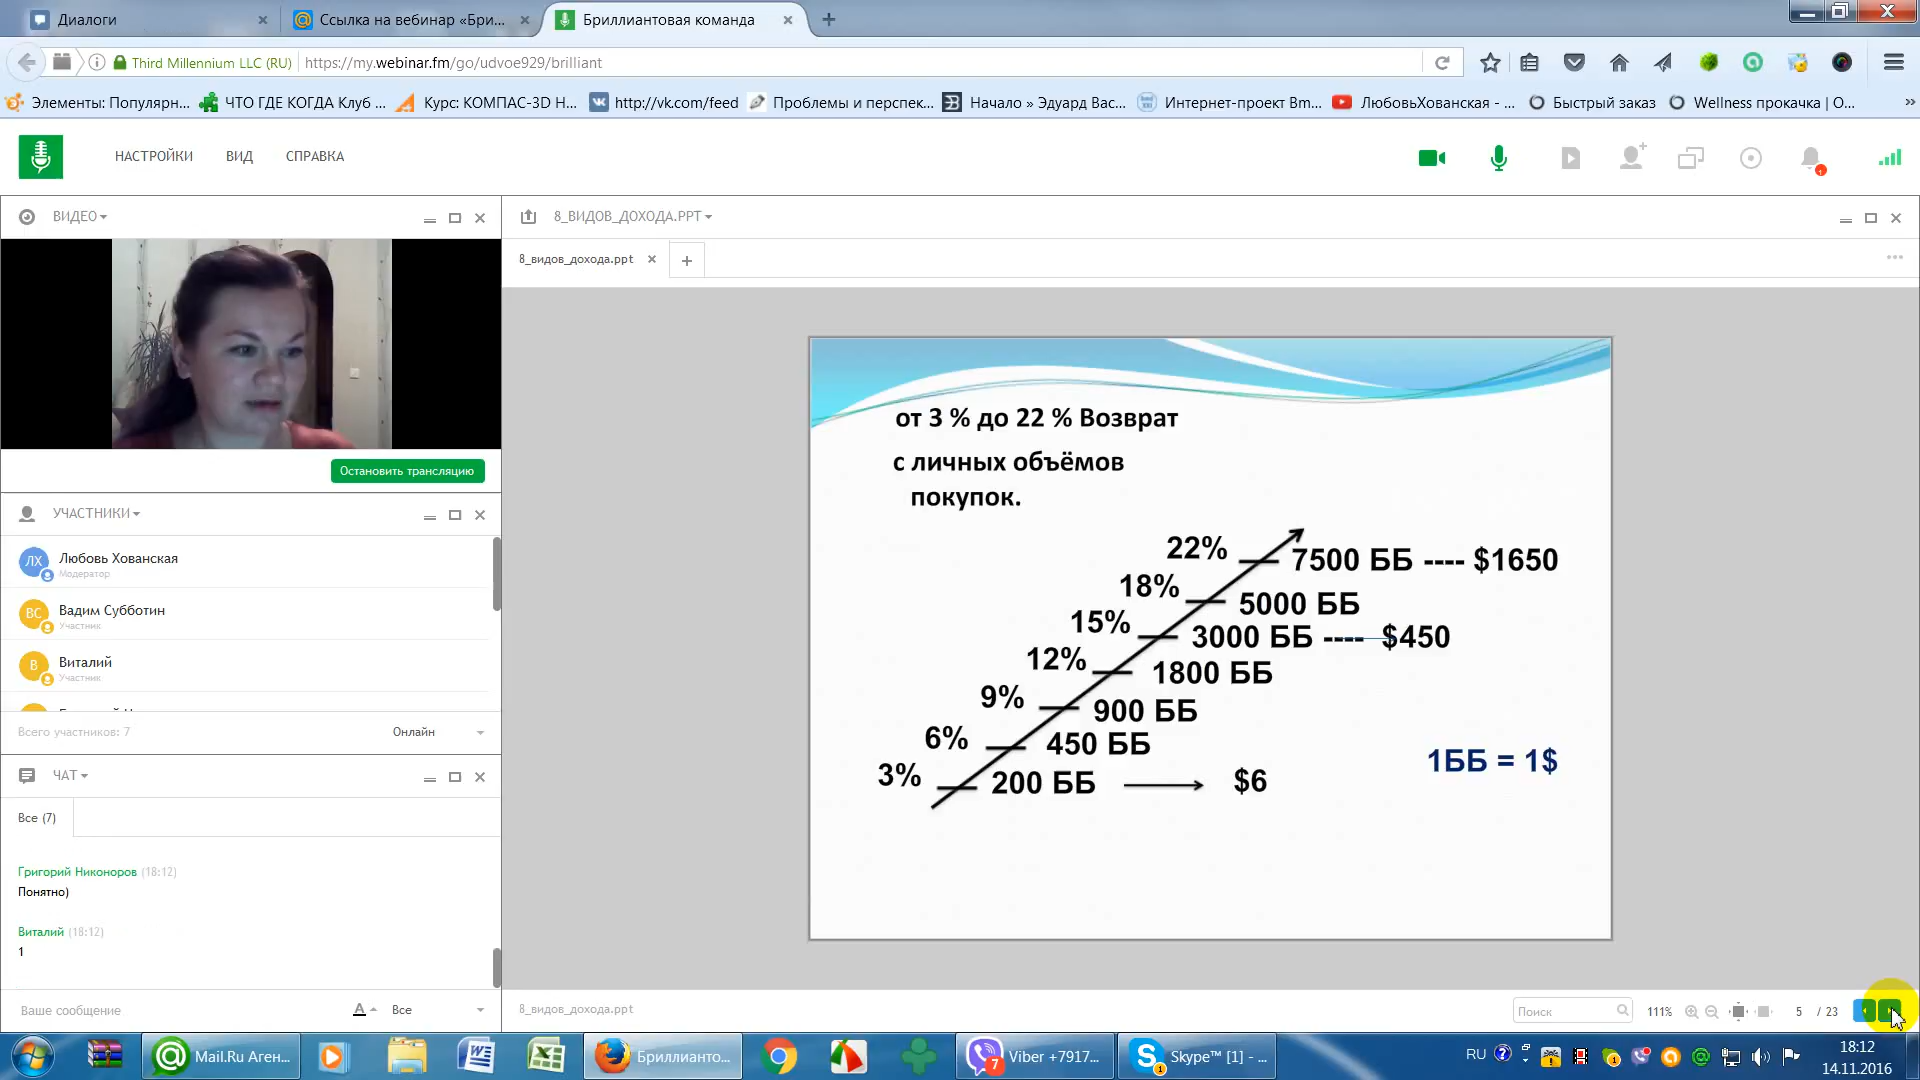 Диалоги
Ссылка на вебинар «Бри...
Бриллиантовая команда
Third Millennium LLC (RU)
https://my.webinar.fm/go/udvoe929/brilliant
Элементы: Популярн...
ЧТО ГДЕ КОГДА Клуб ...
Курс: КОМПАС-3D Н...
http://vk.com/feed
Проблемы и перспек...
Начало » Эдуард Вас...
Интернет-проект Bm...
ЛюбовьХованская - ...
Быстрый заказ
Wellness прокачка | O...
НАСТРОЙКИ
ВИД
СПРАВКА
ВИДЕО
Остановить трансляцию
УЧАСТНИКИ
ЛХ
Любовь Хованская
Модератор
ВС
Вадим Субботин
Участник
В
Виталий
Участник
Всего участников: 7
Онлайн
ЧАТ
Все (7)
Григорий Никоноров (18:12)
Понятно)
Виталий (18:12)
1
Ваше сообщение
А
Все
8_ВИДОВ_ДОХОДА.PPT
8_видов_дохода.ppt
от 3 % до 22 % Возврат
с личных объёмов
покупок.
22% 7500 ББ ---- $1650
18% 5000 ББ
15% 3000 ББ ---- $450
12% 1800 ББ
9% 900 ББ
6% 450 ББ
3% 200 ББ $6
1ББ = 1$
8_видов_дохода.ppt
Поиск
111%
5 / 23
Mail.Ru Аген...
Бриллианто...
7
Viber +7917...
1
Skype™ [1] - ...
RU
18:12
14.11.2016